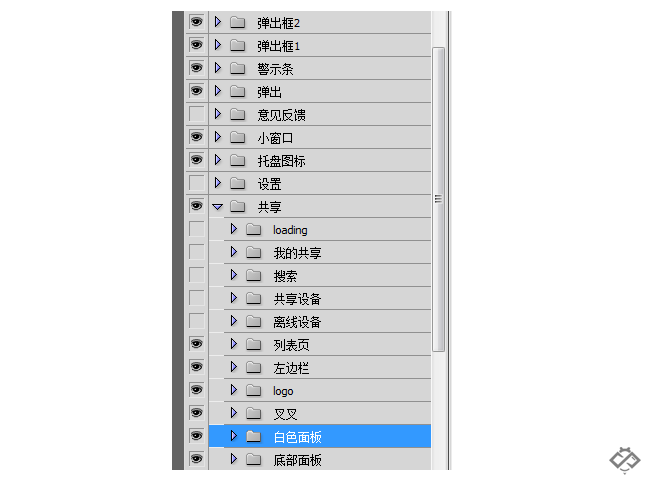 弹出框2
弹出框1
警示条
弹出
意见反馈
小窗口
托盘图标
设置
共享
loading
我的共享
搜索
共享设备
离线设备
列表页
左边栏
logo
叉叉
白色面板
底部面板